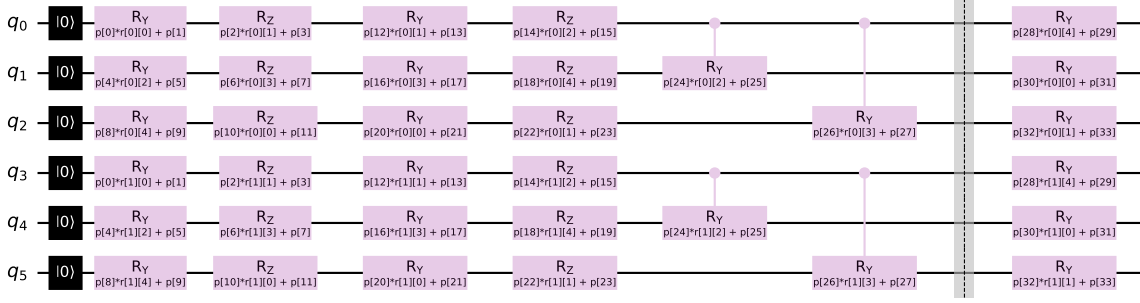 q0 |0⟩ RY RZ RY RZ RY
p[0]*r[0][0] + p[1] p[2]*r[0][1] + p[3] p[12]*r[0][1] + p[13] p[14]*r[0][2] + p[15] p[28]*r[0][4] + p[29]
q1 |0⟩ RY RZ RY RZ RY RY
p[4]*r[0][2] + p[5] p[6]*r[0][3] + p[7] p[16]*r[0][3] + p[17] p[18]*r[0][4] + p[19] p[24]*r[0][2] + p[25] p[30]*r[0][0] + p[31]
q2 |0⟩ RY RZ RY RZ RY RY
p[8]*r[0][4] + p[9] p[10]*r[0][0] + p[11] p[20]*r[0][0] + p[21] p[22]*r[0][1] + p[23] p[26]*r[0][3] + p[27] p[32]*r[0][1] + p[33]
q3 |0⟩ RY RZ RY RZ RY
p[0]*r[1][0] + p[1] p[2]*r[1][1] + p[3] p[12]*r[1][1] + p[13] p[14]*r[1][2] + p[15] p[28]*r[1][4] + p[29]
q4 |0⟩ RY RZ RY RZ RY RY
p[4]*r[1][2] + p[5] p[6]*r[1][3] + p[7] p[16]*r[1][3] + p[17] p[18]*r[1][4] + p[19] p[24]*r[1][2] + p[25] p[30]*r[1][0] + p[31]
q5 |0⟩ RY RZ RY RZ RY RY
p[8]*r[1][4] + p[9] p[10]*r[1][0] + p[11] p[20]*r[1][0] + p[21] p[22]*r[1][1] + p[23] p[26]*r[1][3] + p[27] p[32]*r[1][1] + p[33]